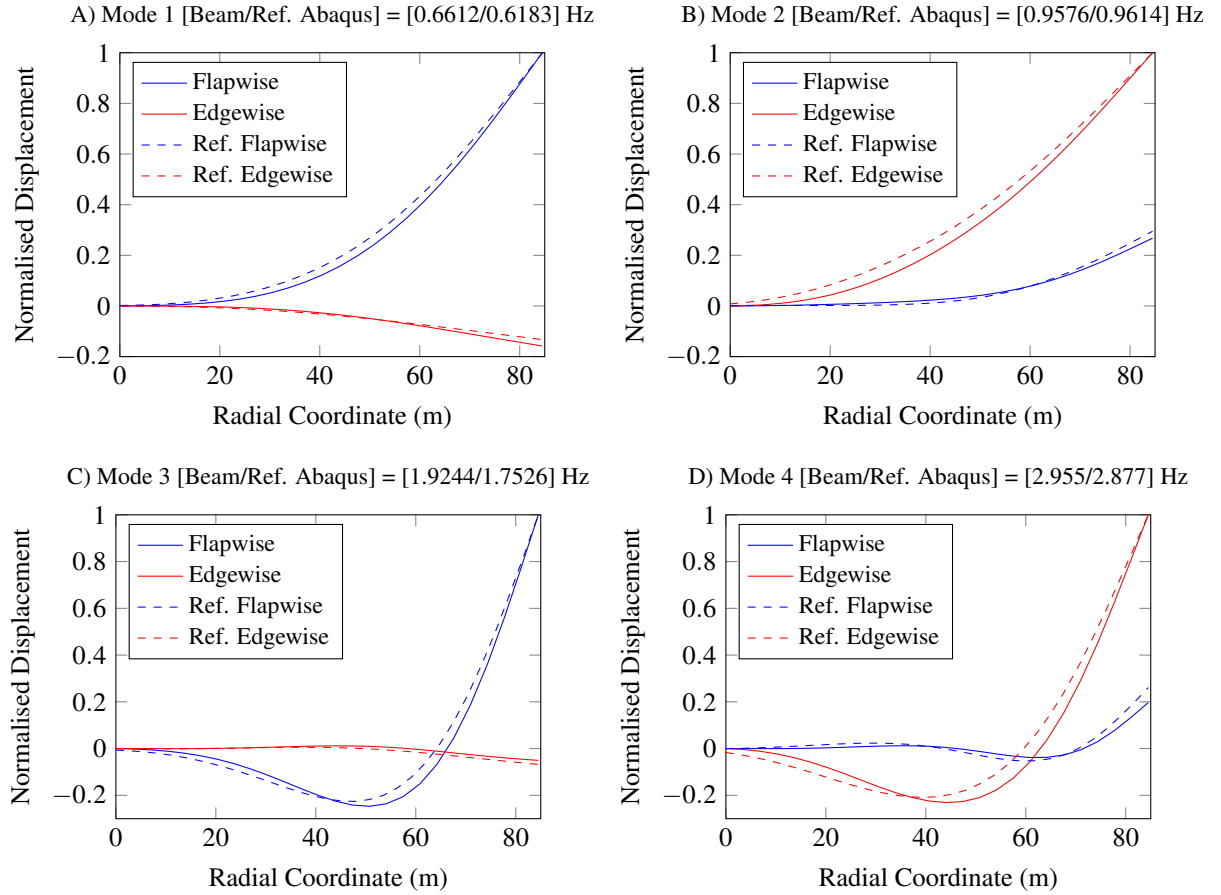 A) Mode 1 [Beam/Ref. Abaqus] = [0.6612/0.6183] Hz
Normalised Displacement
1
0.8
0.6
0.4
0.2
0
−0.2
Flapwise
Edgewise
Ref. Flapwise
Ref. Edgewise
0 20 40 60 80
Radial Coordinate (m)
B) Mode 2 [Beam/Ref. Abaqus] = [0.9576/0.9614] Hz
Normalised Displacement
1
0.8
0.6
0.4
0.2
0
−0.2
Flapwise
Edgewise
Ref. Flapwise
Ref. Edgewise
0 20 40 60 80
Radial Coordinate (m)
C) Mode 3 [Beam/Ref. Abaqus] = [1.9244/1.7526] Hz
Normalised Displacement
1
0.8
0.6
0.4
0.2
0
−0.2
Flapwise
Edgewise
Ref. Flapwise
Ref. Edgewise
0 20 40 60 80
Radial Coordinate (m)
D) Mode 4 [Beam/Ref. Abaqus] = [2.955/2.877] Hz
Normalised Displacement
1
0.8
0.6
0.4
0.2
0
−0.2
Flapwise
Edgewise
Ref. Flapwise
Ref. Edgewise
0 20 40 60 80
Radial Coordinate (m)